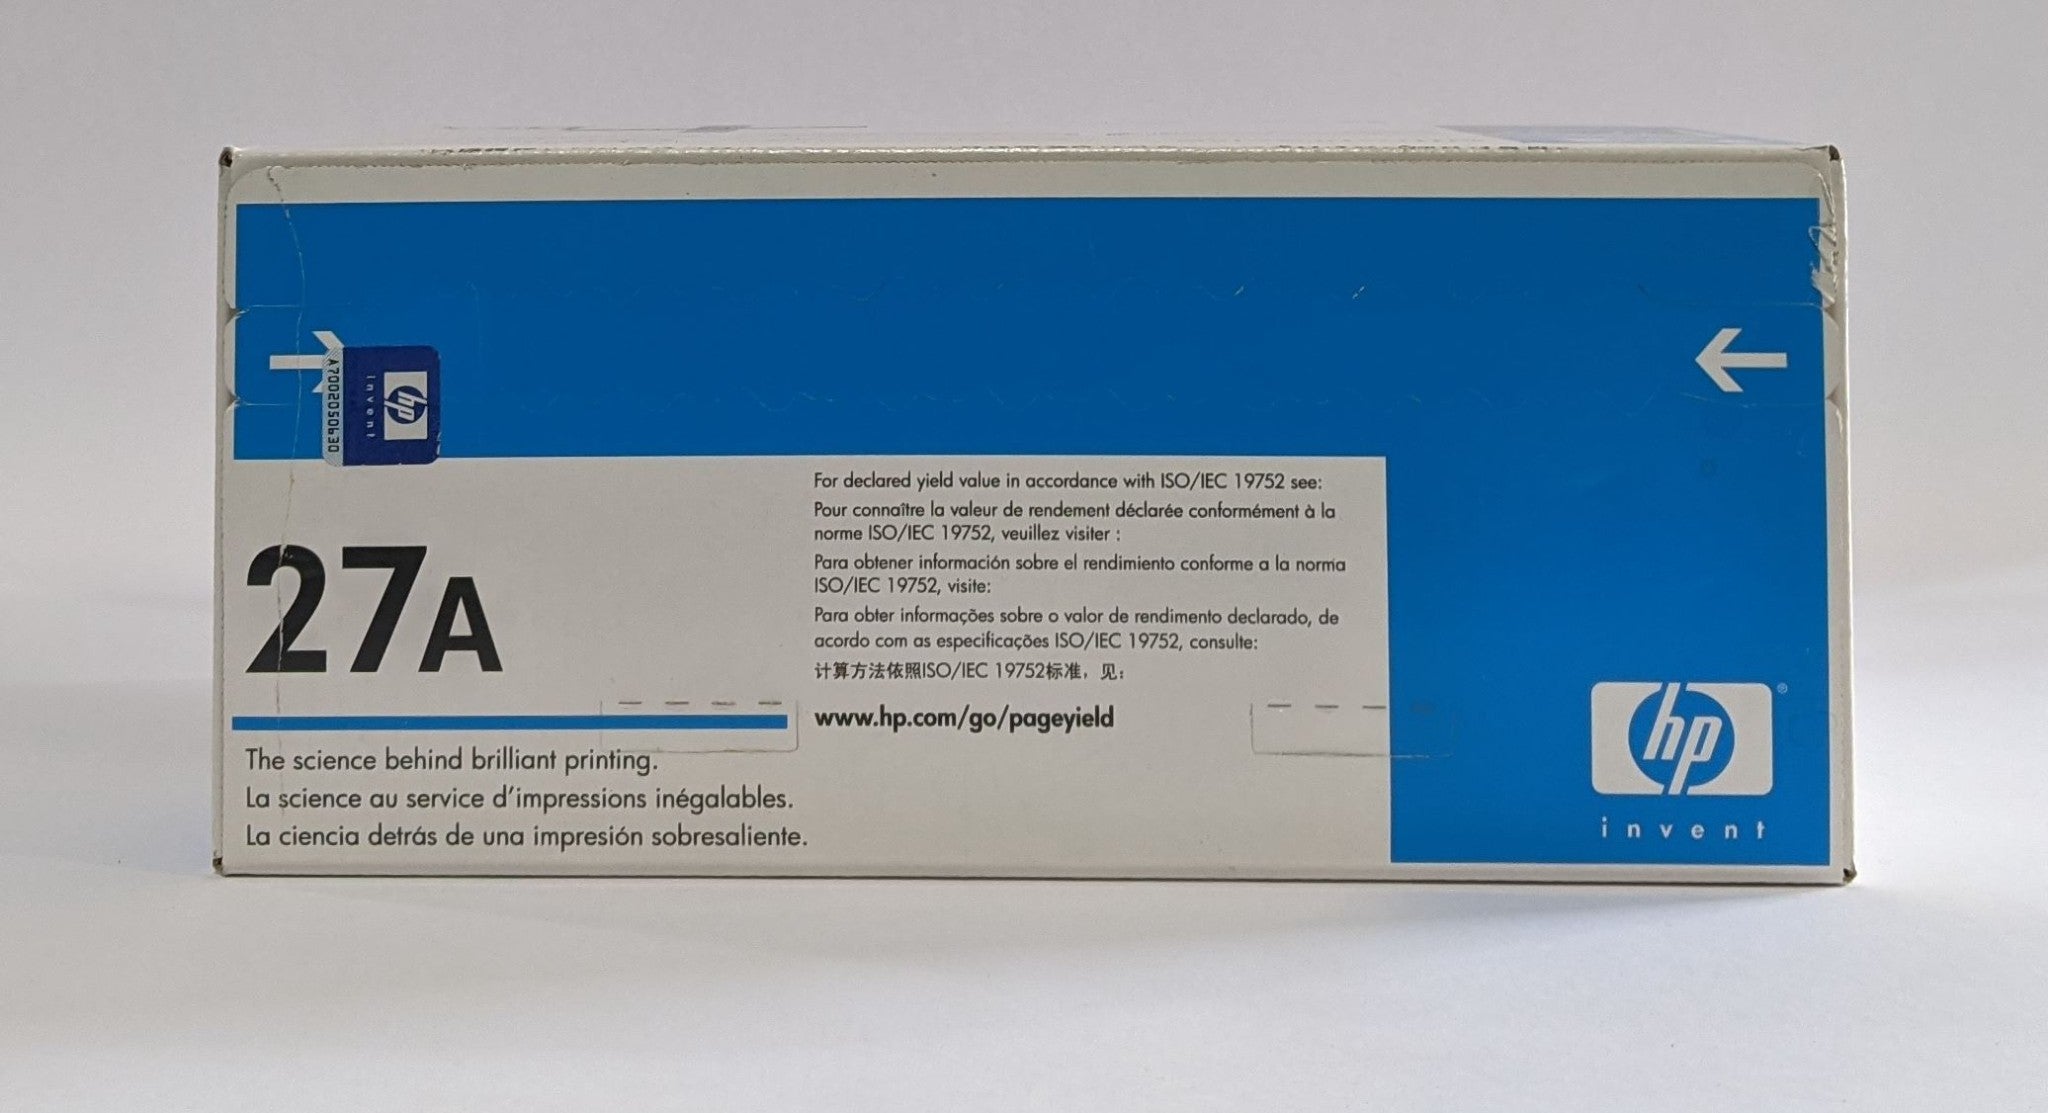 A7002050930
invent
hp
For declared yield value in accordance with ISO/IEC 19752 see:
Pour connaître la valeur de rendement déclarée conformément à la
norme ISO/IEC 19752, veuillez visiter :
Para obtener información sobre el rendimiento conforme a la norma
ISO/IEC 19752, visite:
Para obter informações sobre o valor de rendimento declarado, de
acordo com as especificações ISO/IEC 19752, consulte:
计算方法依照ISO/IEC 19752标准，见：
www.hp.com/go/pageyield
27A
The science behind brilliant printing.
La science au service d’impressions inégalables.
La ciencia detrás de una impresión sobresaliente.
hp®
invent